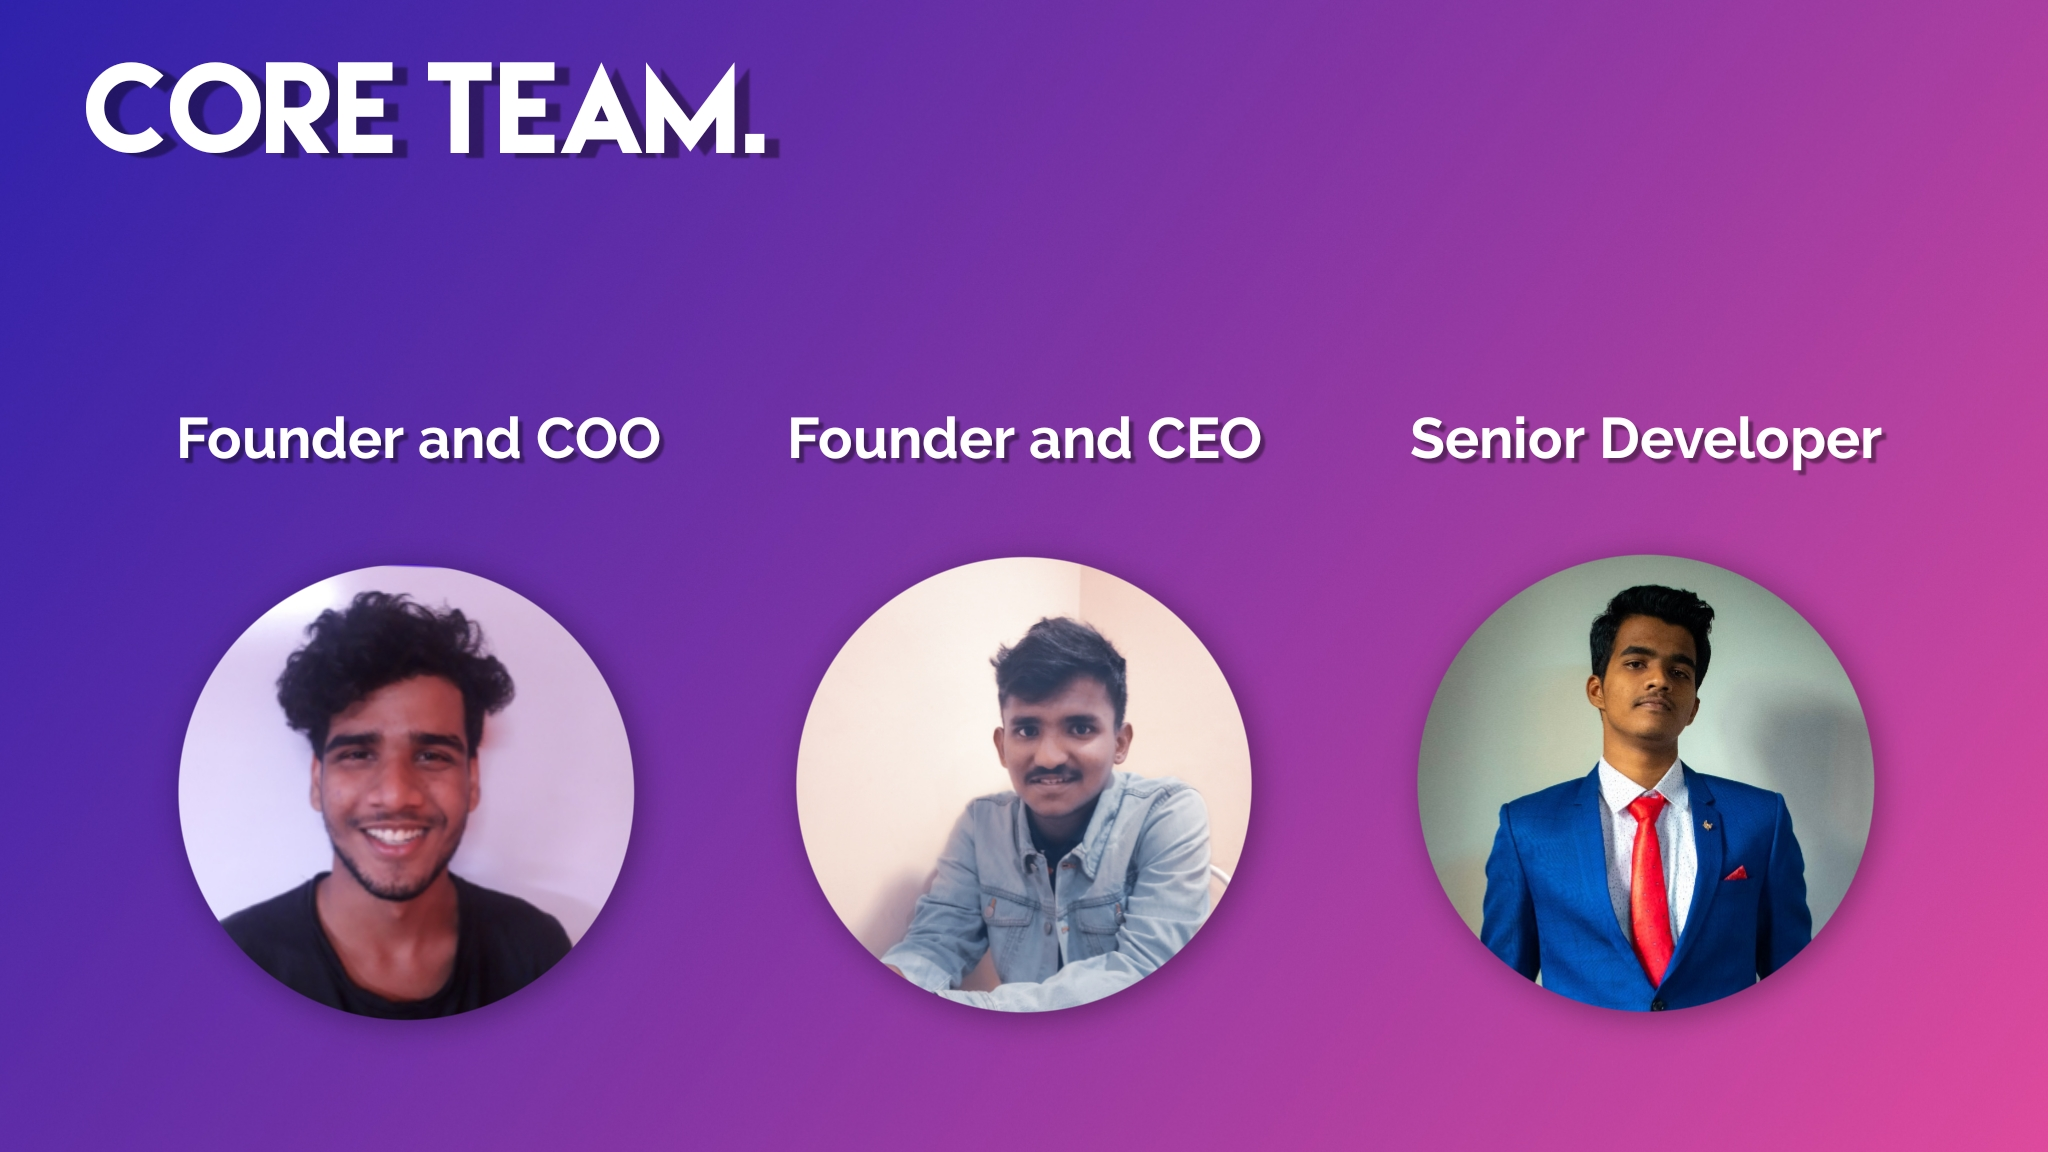 CORE TEAM.
Founder and COO
Founder and CEO
Senior Developer